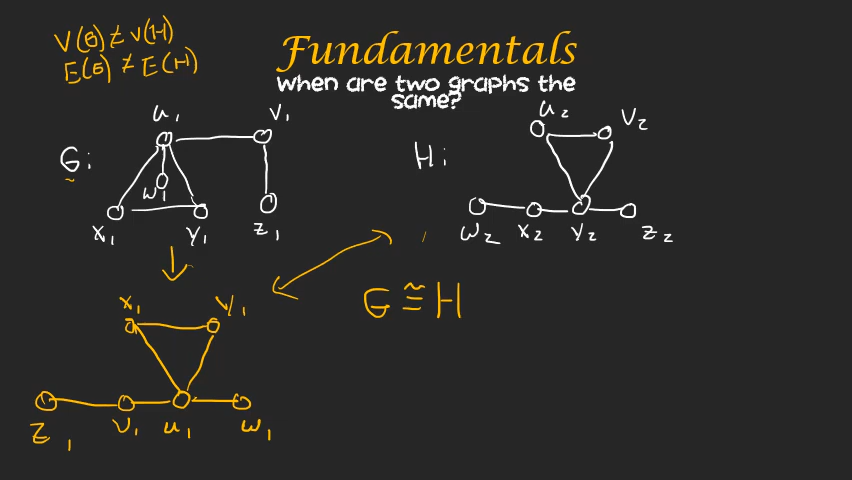 V(G) ≠ V(H)
E(G) ≠ E(H)
Fundamentals
When are two graphs the
same?
u₁ v₁
G:
w₁
x₁ y₁ z₁
u₂ v₂
H:
w₂ x₂ y₂ z₂
G ≅ H
x₁ y₁
z₁ v₁ u₁ w₁